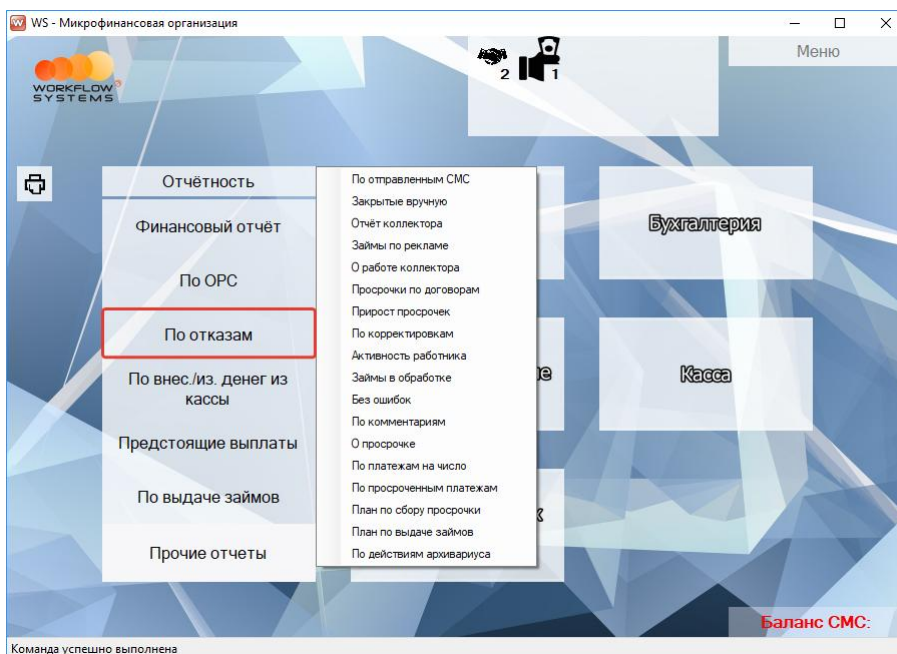 WS - Микрофинансовая организация
Меню
2
1
WORKFLOW
SYSTEMS
Отчётность
Финансовый отчёт
По ОРС
По отказам
По внес./из. денег из
кассы
Предстоящие выплаты
По выдаче займов
Прочие отчеты
По отправленным СМС
Закрытые вручную
Отчёт коллектора
Займы по рекламе
О работе коллектора
Просрочки по договорам
Прирост просрочек
По корректировкам
Активность работника
Займы в обработке
Без ошибок
По комментариям
О просрочке
По платежам на число
По просроченным платежам
План по сбору просрочки
План по выдаче займов
По действиям архивариуса
Бухгалтерия
Касса
Баланс СМС:
Команда успешно выполнена